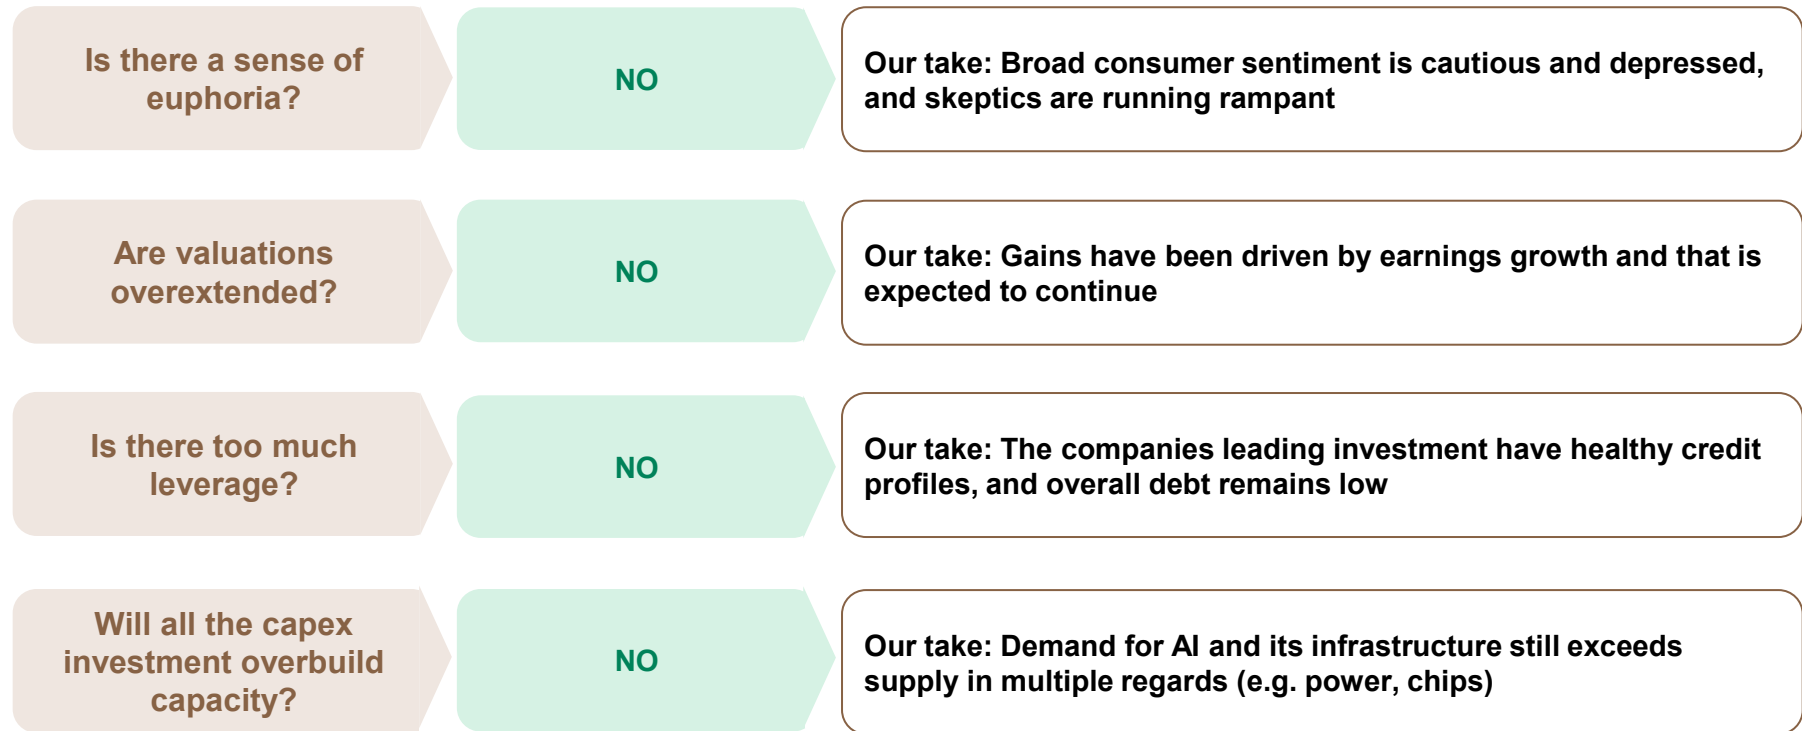 Is there a sense of
euphoria?
NO
Our take: Broad consumer sentiment is cautious and depressed,
and skeptics are running rampant
Are valuations
overextended?
NO
Our take: Gains have been driven by earnings growth and that is
expected to continue
Is there too much
leverage?
NO
Our take: The companies leading investment have healthy credit
profiles, and overall debt remains low
Will all the capex
investment overbuild
capacity?
NO
Our take: Demand for AI and its infrastructure still exceeds
supply in multiple regards (e.g. power, chips)